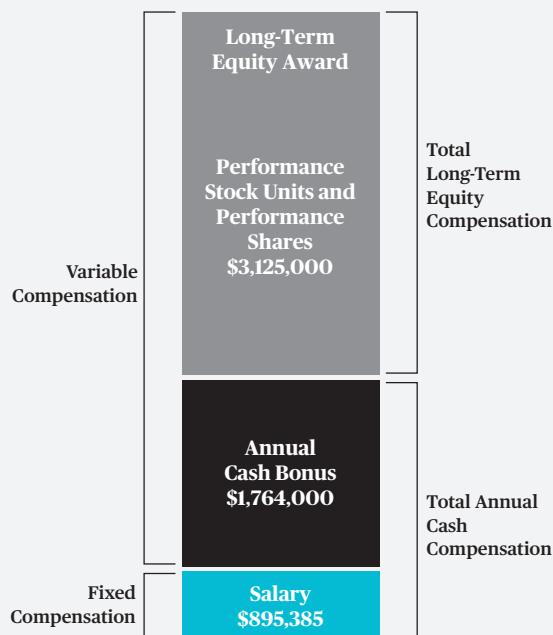 Long-Term
Equity Award
Performance
Stock Units and
Performance
Shares
$3,125,000
Total
Long-Term
Equity
Compensation
Variable
Compensation
Annual
Cash Bonus
$1,764,000
Total Annual
Cash
Compensation
Fixed
Compensation
Salary
$895,385